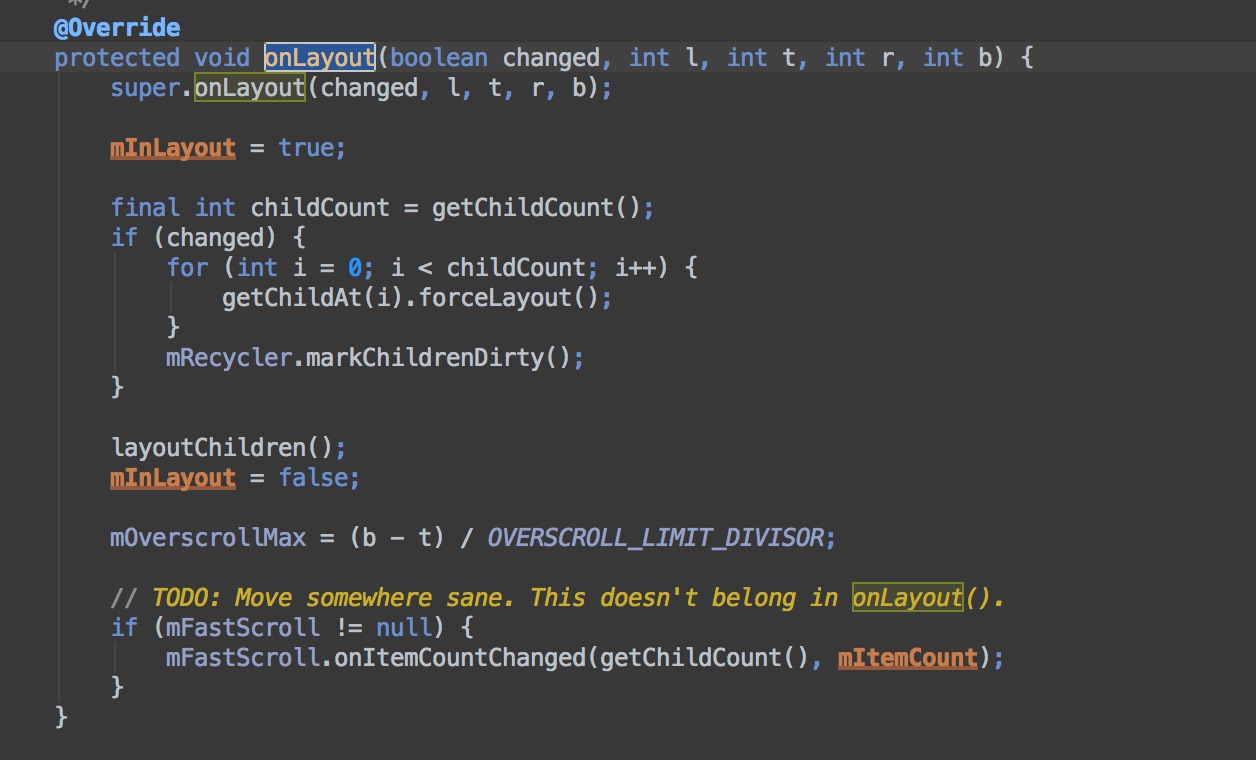 */
@Override
protected void onLayout(boolean changed, int l, int t, int r, int b) {
super.onLayout(changed, l, t, r, b);
mInLayout = true;
final int childCount = getChildCount();
if (changed) {
for (int i = 0; i < childCount; i++) {
getChildAt(i).forceLayout();
}
mRecycler.markChildrenDirty();
}
layoutChildren();
mInLayout = false;
mOverscrollMax = (b - t) / OVERSCROLL_LIMIT_DIVISOR;
// TODO: Move somewhere sane. This doesn't belong in onLayout().
if (mFastScroll != null) {
mFastScroll.onItemCountChanged(getChildCount(), mItemCount);
}
}